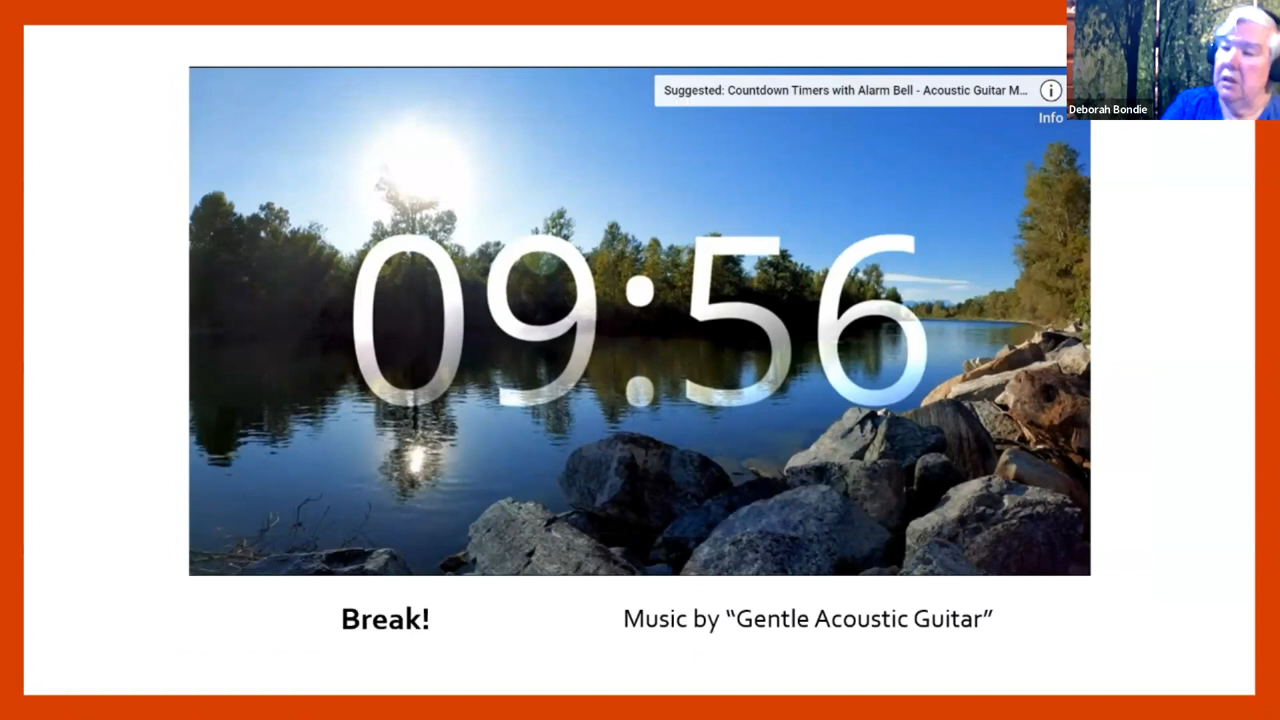 Suggested: Countdown Timers with Alarm Bell - Acoustic Guitar M...
Info
Deborah Bondie
09:56
Break!
Music by “Gentle Acoustic Guitar”